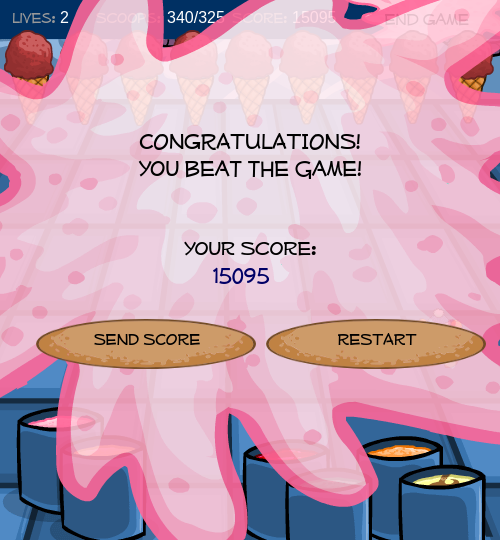 LIVES: 2 SCOOPS: 340/325 SCORE: 15095 END GAME
CONGRATULATIONS!
YOU BEAT THE GAME!
YOUR SCORE:
15095
SEND SCORE RESTART